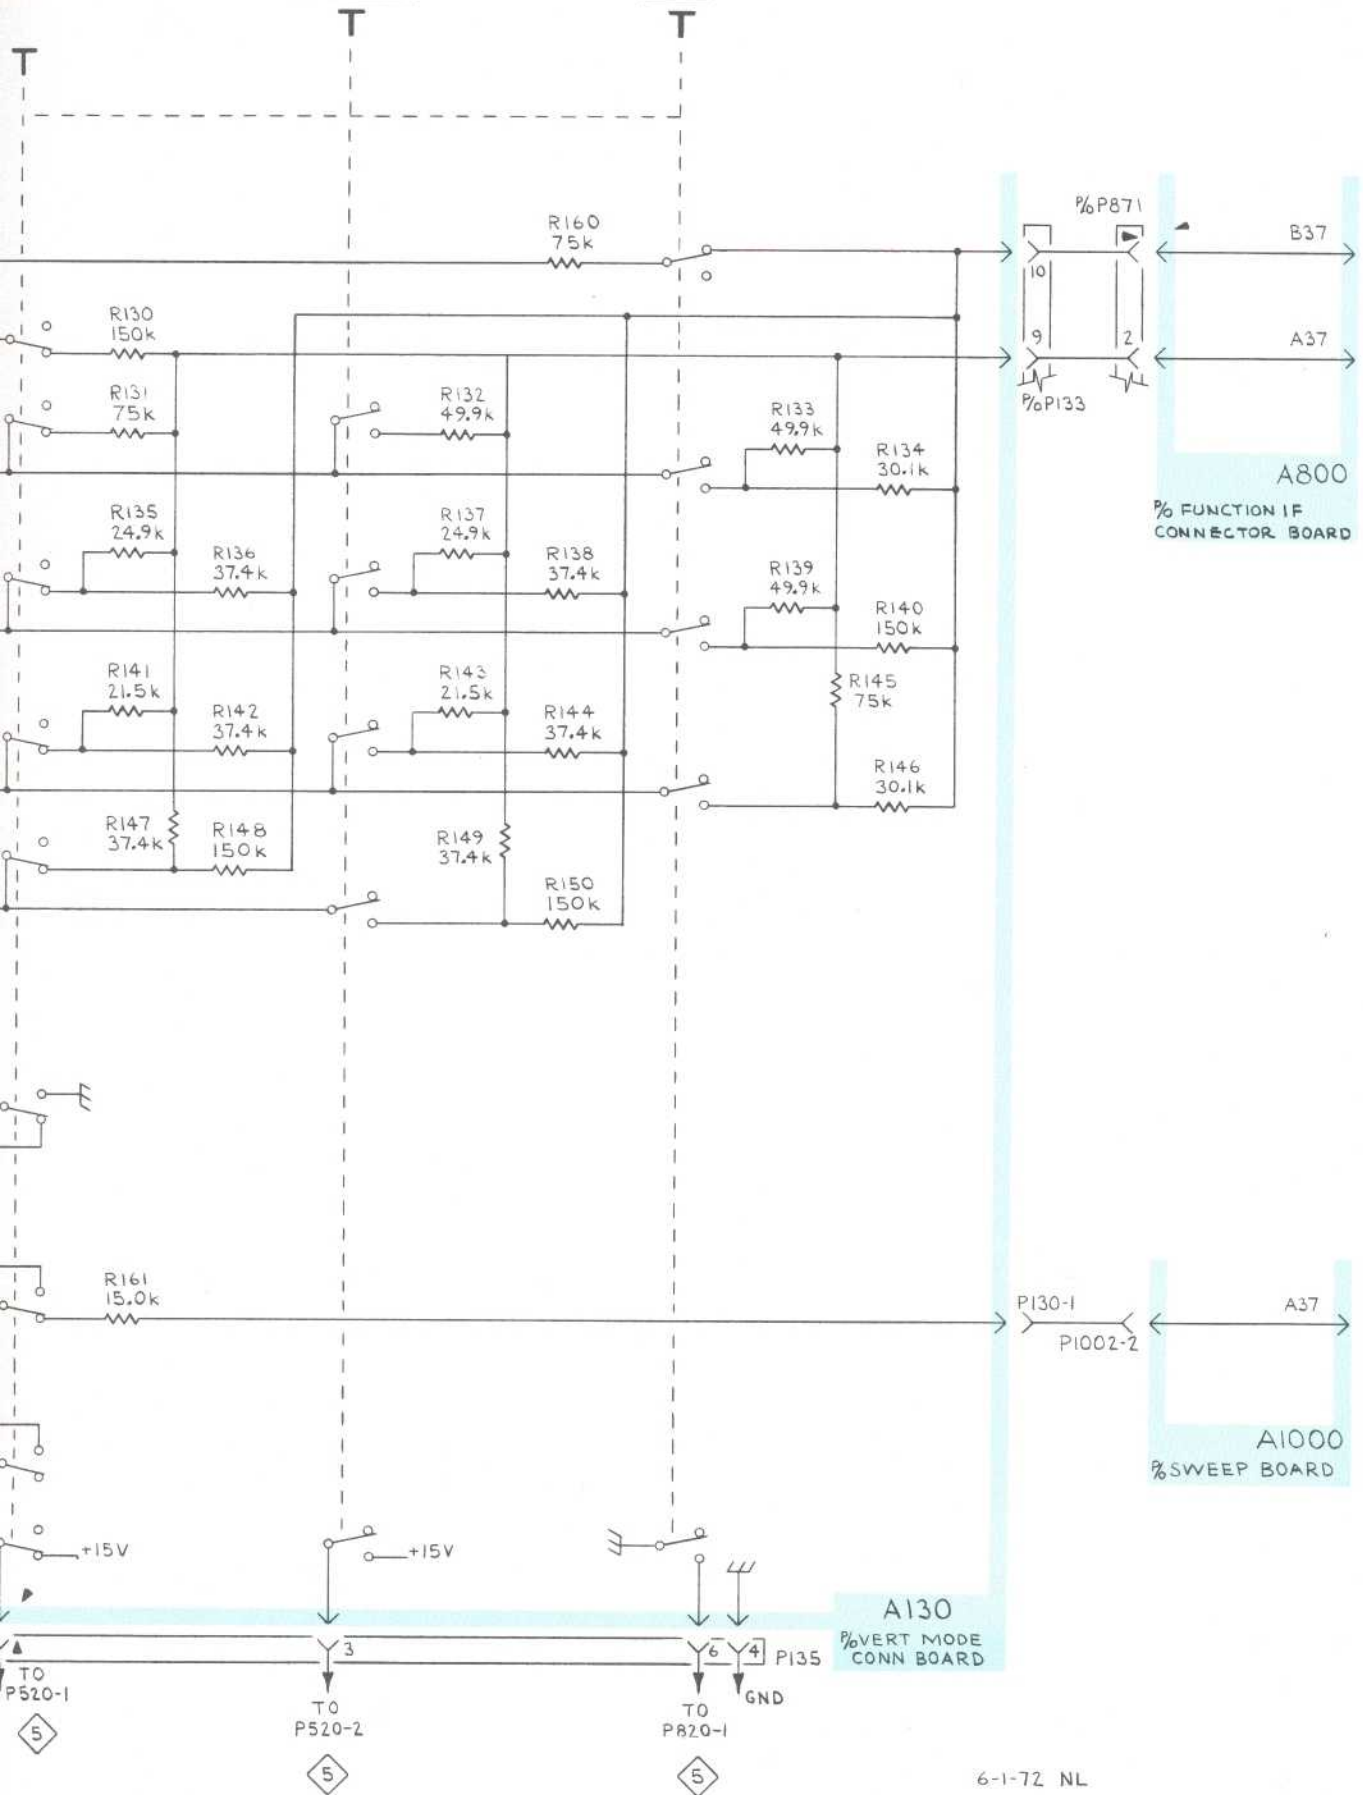 P/O P871
R160
75k
B37
10
R130
150k
9
2
A37
R131
75k
R132
49.9k
P/O P133
R133
49.9k
R134
30.1k
A800
P/O FUNCTION IF
CONNECTOR BOARD
R135
24.9k
R137
24.9k
R136
37.4k
R138
37.4k
R139
49.9k
R140
150k
R141
21.5k
R143
21.5k
R145
75k
R142
37.4k
R144
37.4k
R146
30.1k
R147
37.4k
R148
150k
R149
37.4k
R150
150k
R161
15.0k
P130-1
A37
P1002-2
A1000
P/O SWEEP BOARD
+15V
+15V
A130
P/O VERT MODE
CONN BOARD
3
6
4
P135
TO
P520-1
GND
TO
P520-2
TO
P820-1
5
5
5
6-1-72 NL